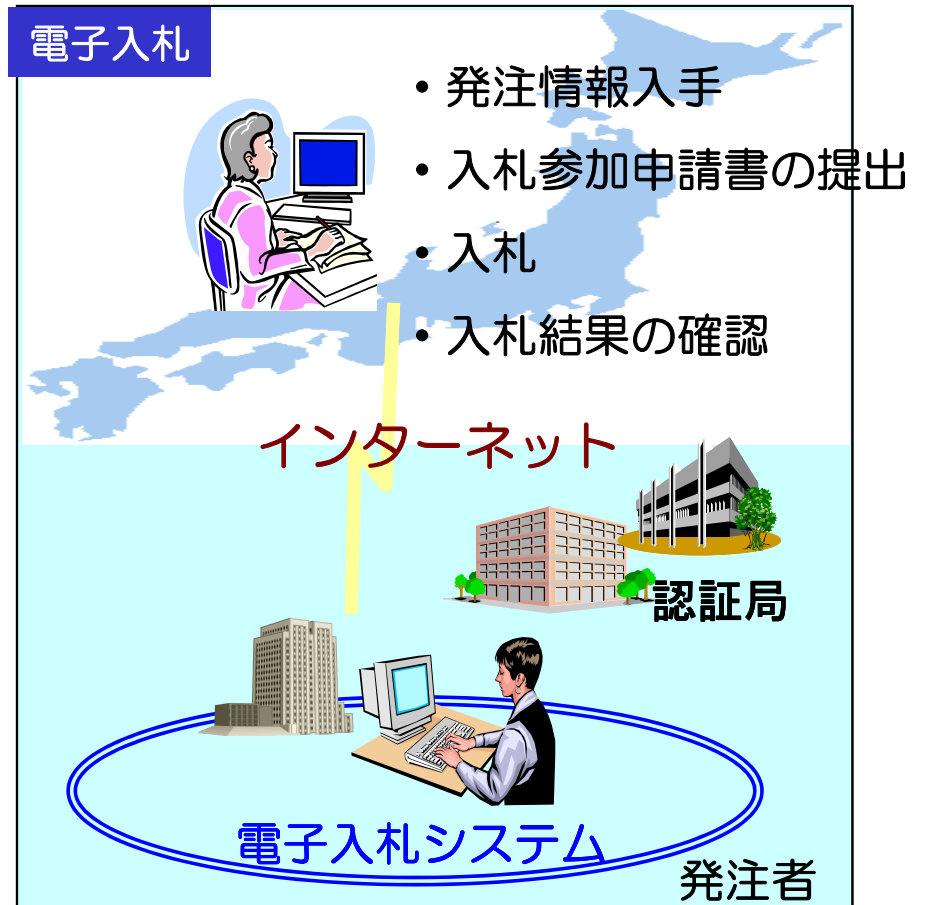 電子入札
・発注情報入手
・入札参加申請書の提出
・入札
・入札結果の確認
インターネット
認証局
電子入札システム
発注者